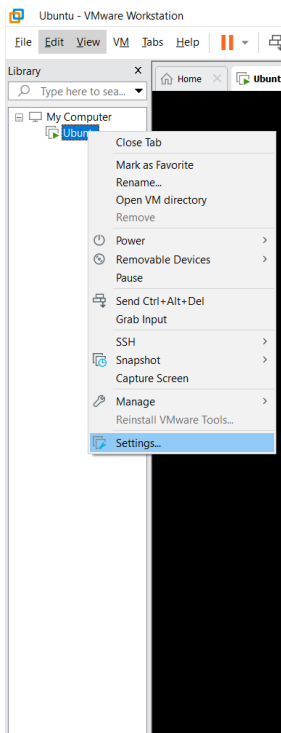 Ubuntu - VMware Workstation
File Edit View VM Tabs Help
Library X
Type here to sea...
Home
Ubunt
My Computer
Ubuntu
Close Tab
Mark as Favorite
Rename...
Open VM directory
Remove
Power
Removable Devices
Pause
Send Ctrl+Alt+Del
Grab Input
SSH
Snapshot
Capture Screen
Manage
Reinstall VMware Tools...
Settings...